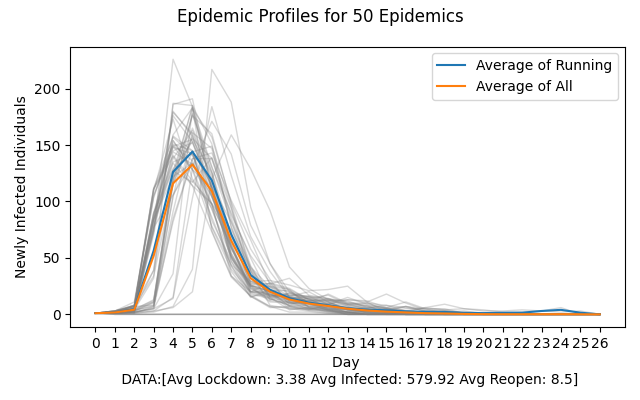 Epidemic Profiles for 50 Epidemics
Average of Running
Average of All
Newly Infected Individuals
200
150
100
50
0
0 1 2 3 4 5 6 7 8 9 10 11 12 13 14 15 16 17 18 19 20 21 22 23 24 25 26
Day
DATA:[Avg Lockdown: 3.38 Avg Infected: 579.92 Avg Reopen: 8.5]